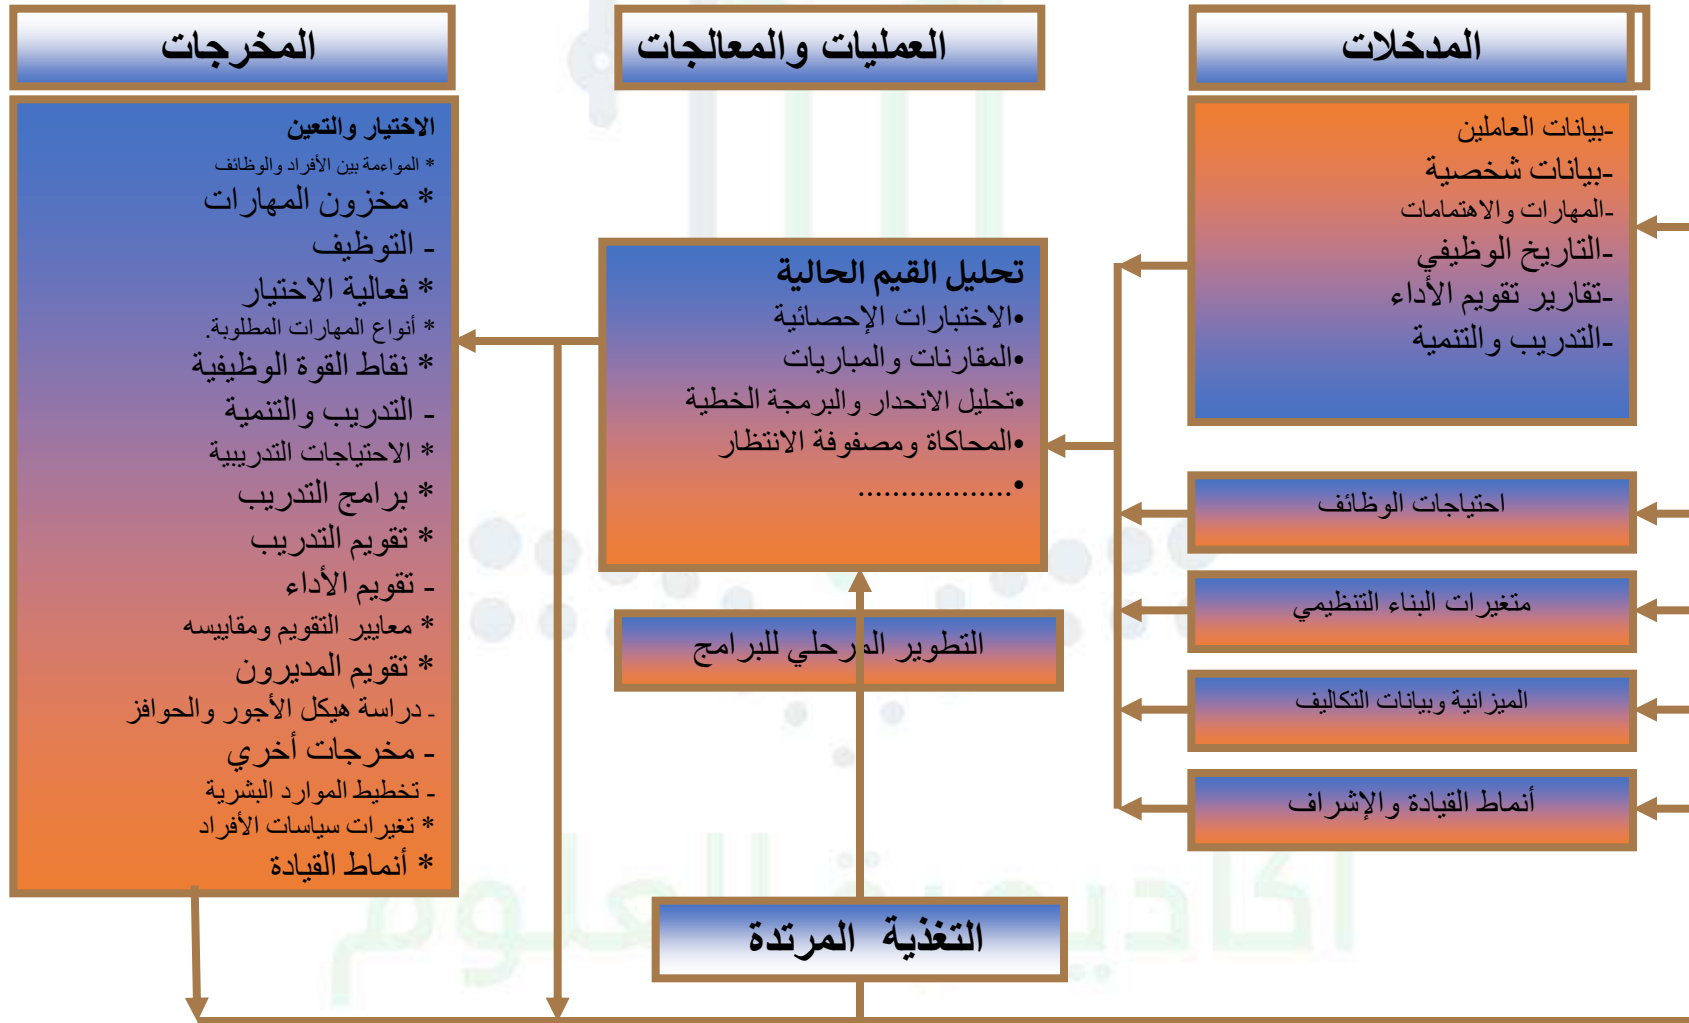 المدخلات
العمليات والمعالجات
المخرجات
-بيانات العاملين
-بيانات شخصية
-المهارات والاهتمامات
-التاريخ الوظيفي
-تقارير تقويم الأداء
-التدريب والتنمية
احتياجات الوظائف
متغيرات البناء التنظيمي
الميزانية وبيانات التكاليف
أنماط القيادة والإشراف
تحليل القيم الحالية
•الاختبارات الإحصائية
•المقارنات والمباريات
•تحليل الانحدار والبرمجة الخطية
•المحاكاة ومصفوفة الانتظار
•..................
التطوير المرحلي للبرامج
التغذية المرتدة
الاختيار والتعين
* المواءمة بين الأفراد والوظائف
* مخزون المهارات
- التوظيف
* فعالية الاختيار
* أنواع المهارات المطلوبة.
* نقاط القوة الوظيفية
- التدريب والتنمية
* الاحتياجات التدريبية
* برامج التدريب
* تقويم التدريب
- تقويم الأداء
* معايير التقويم ومقاييسه
* تقويم المديرون
- دراسة هيكل الأجور والحوافز
- مخرجات أخري
- تخطيط الموارد البشرية
* تغيرات سياسات الأفراد
* أنماط القيادة
أكاديمية العلوم